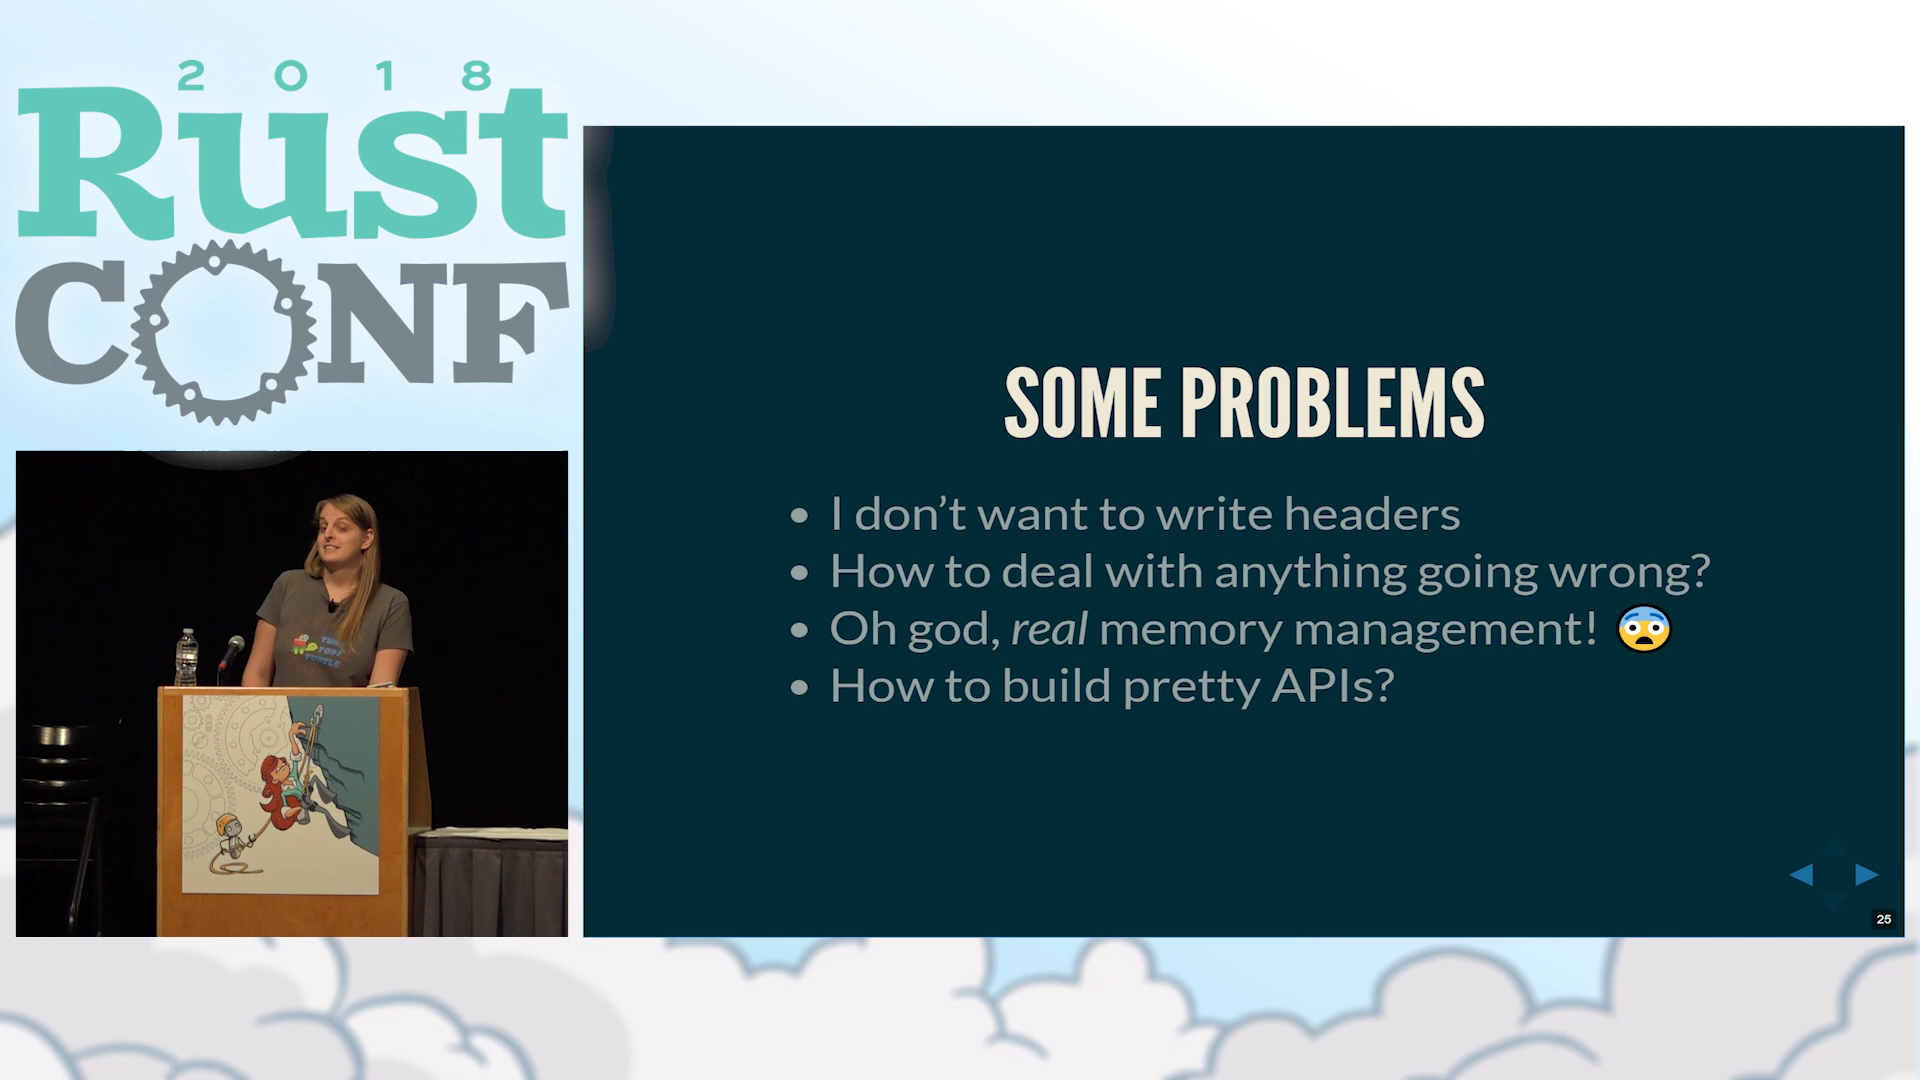 2018
Rust
CONF
SOME PROBLEMS
• I don’t want to write headers
• How to deal with anything going wrong?
• Oh god, real memory management! 😨
• How to build pretty APIs?
TURTLE
25